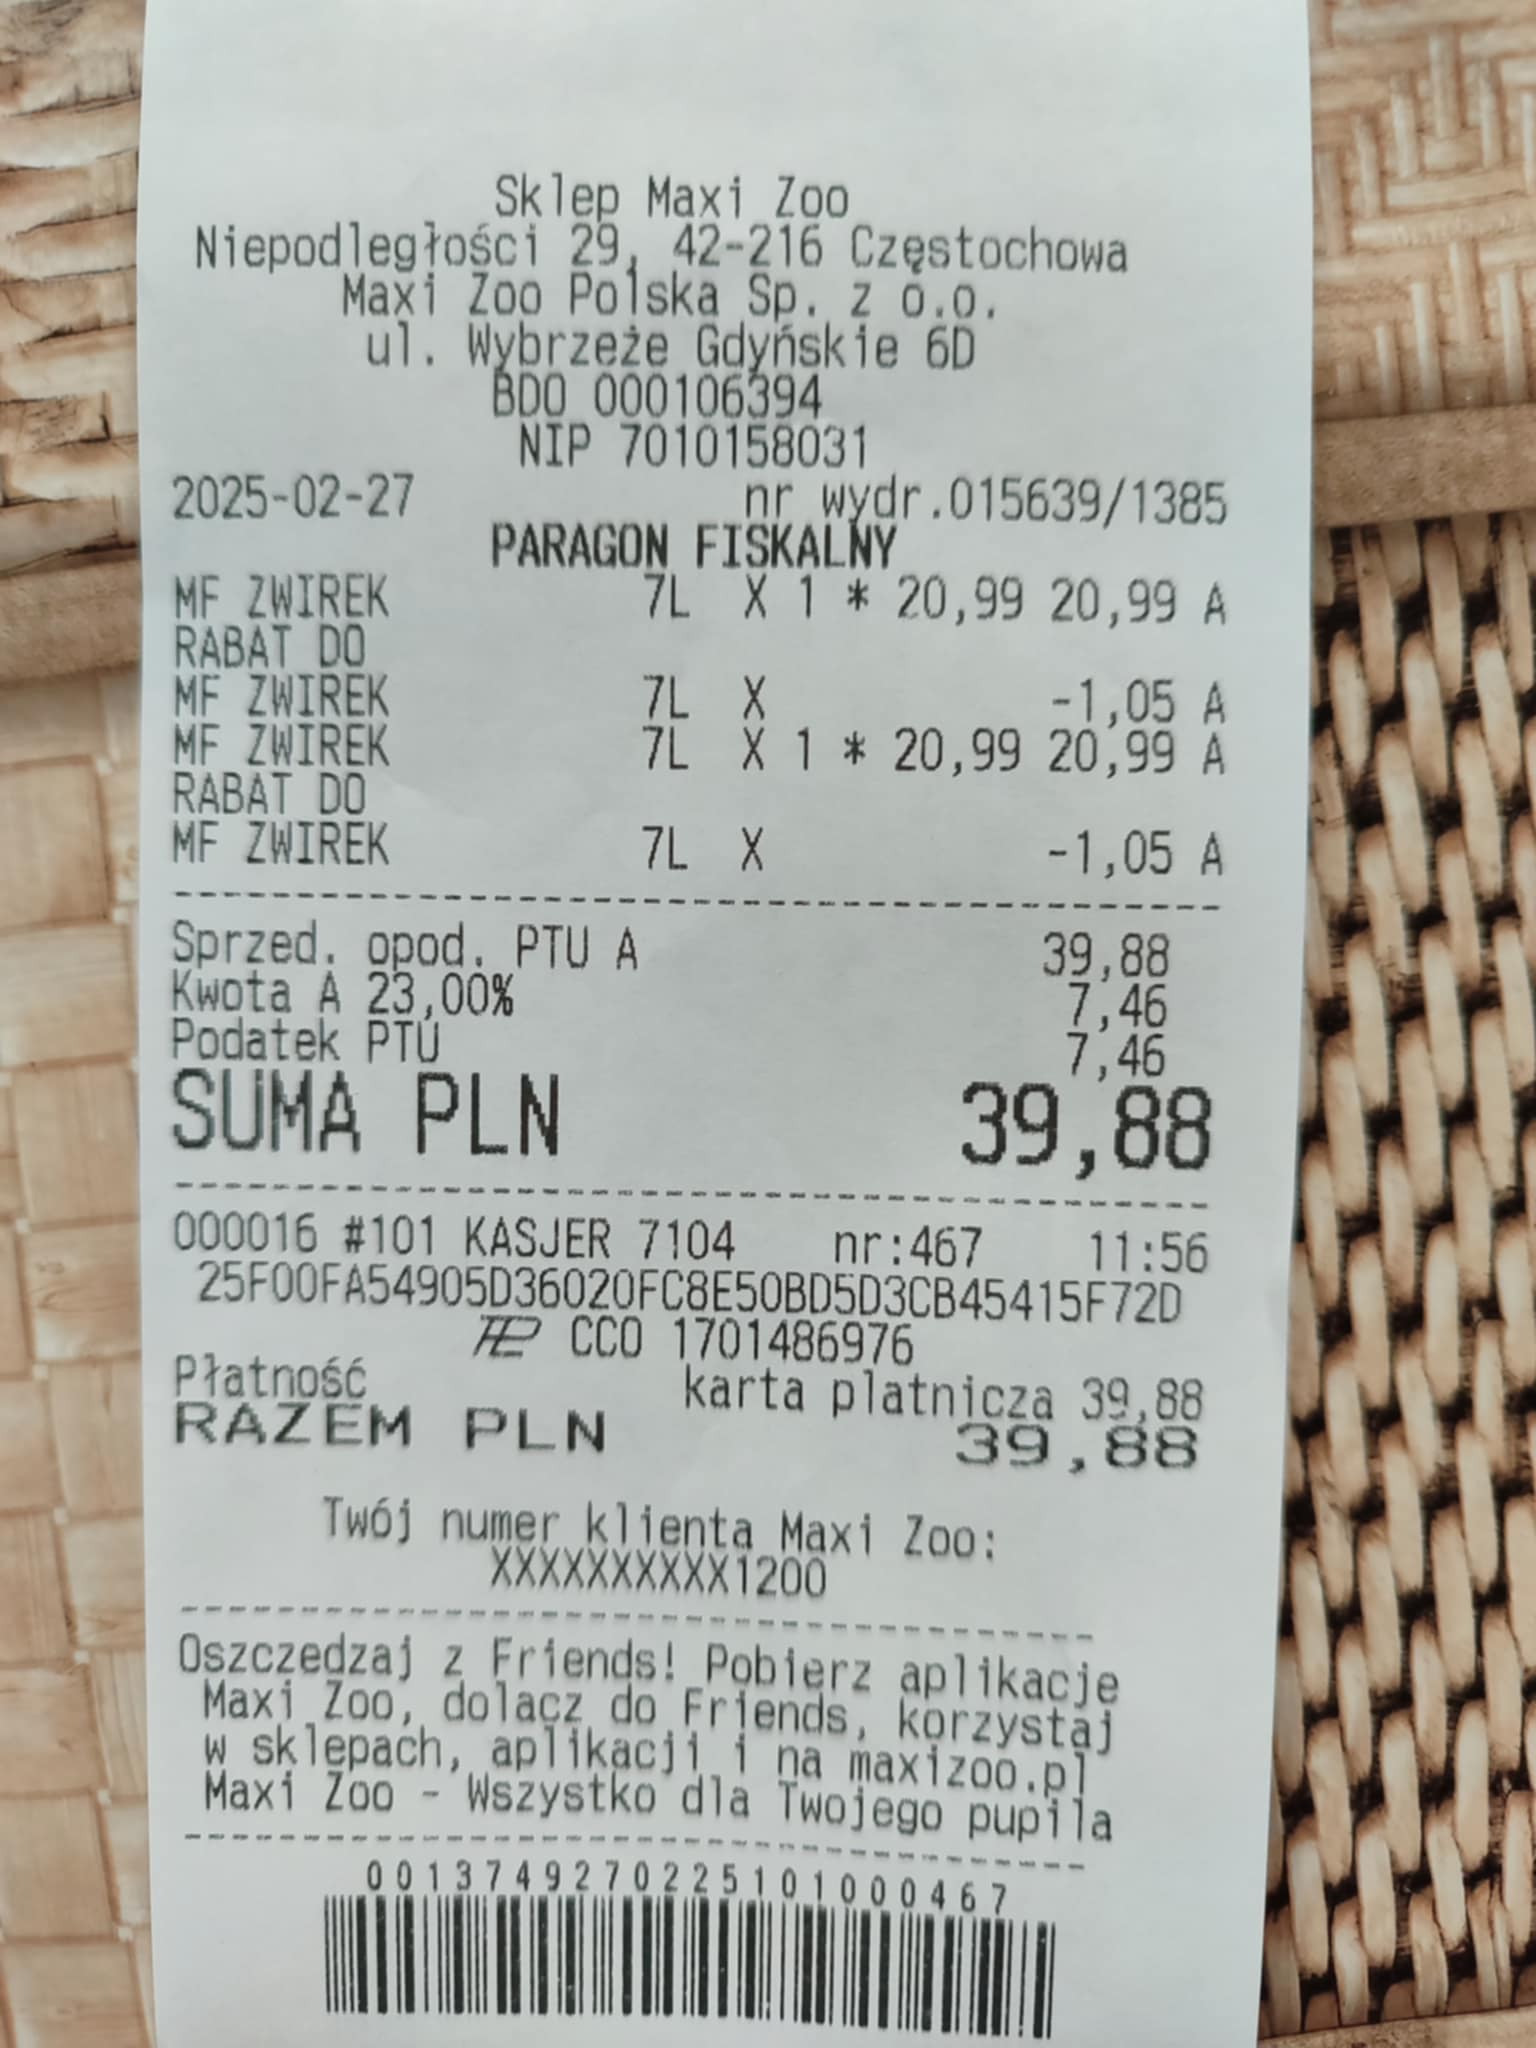 Sklep Maxi Zoo
Niepodległości 29, 42-216 Częstochowa
Maxi Zoo Polska Sp. z o.o.
ul. Wybrzeże Gdyńskie 6D
BDO 000106394
NIP 7010158031
2025-02-27 nr wydr.015639/1385
PARAGON FISKALNY
MF ZWIREK 7L X 1 * 20,99 20,99 A
RABAT DO
MF ZWIREK 7L X -1,05 A
MF ZWIREK 7L X 1 * 20,99 20,99 A
RABAT DO
MF ZWIREK 7L X -1,05 A
Sprzed. opod. PTU A 39,88
Kwota A 23,00% 7,46
Podatek PTU 7,46
SUMA PLN 39,88
000016 #101 KASJER 7104 nr:467 11:56
25F00FA54905D36020FC8E50BD5D3CB45415F72D
CCO 1701486976
Płatność karta płatnicza 39,88
RAZEM PLN 39,88
Twój numer klienta Maxi Zoo:
XXXXXXXXXX1200
Oszczedzaj z Friends! Pobierz aplikacje
Maxi Zoo, dolacz do Friends, korzystaj
w sklepach, aplikacji i na maxizoo.pl
Maxi Zoo - Wszystko dla Twojego pupila
0013749270225101000467